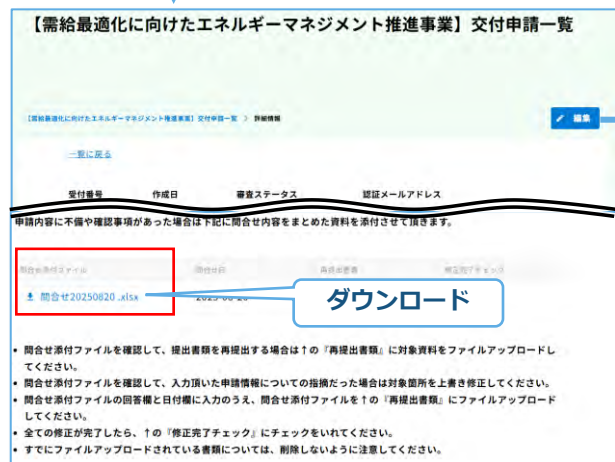 【需給最適化に向けたエネルギーマネジメント推進事業】交付申請一覧
【需給最適化に向けたエネルギーマネジメント推進事業】交付申請一覧 > 詳細情報
編集
一覧に戻る
受付番号 作成日 審査ステータス 認証メールアドレス
申請内容に不備や確認事項があった場合は下記に問合せ内容をまとめた資料を添付させて頂きます。
問合せ添付ファイル 問合せ日 再提出書類 修正完了チェック
問合せ20250820 .xlsx 2025-08-20
ダウンロード
• 問合せ添付ファイルを確認して、提出書類を再提出する場合は↑の『再提出書類』に対象資料をファイルアップロードし
てください。
• 問合せ添付ファイルを確認して、入力頂いた申請情報についての指摘だった場合は対象箇所を上書き修正してください。
• 問合せ添付ファイルの回答欄と日付欄に入力のうえ、問合せ添付ファイルを↑の『再提出書類』にファイルアップロード
してください。
• 全ての修正が完了したら、↑の『修正完了チェック』にチェックをいれてください。
• すでにファイルアップロードされている書類については、削除しないように注意してください。